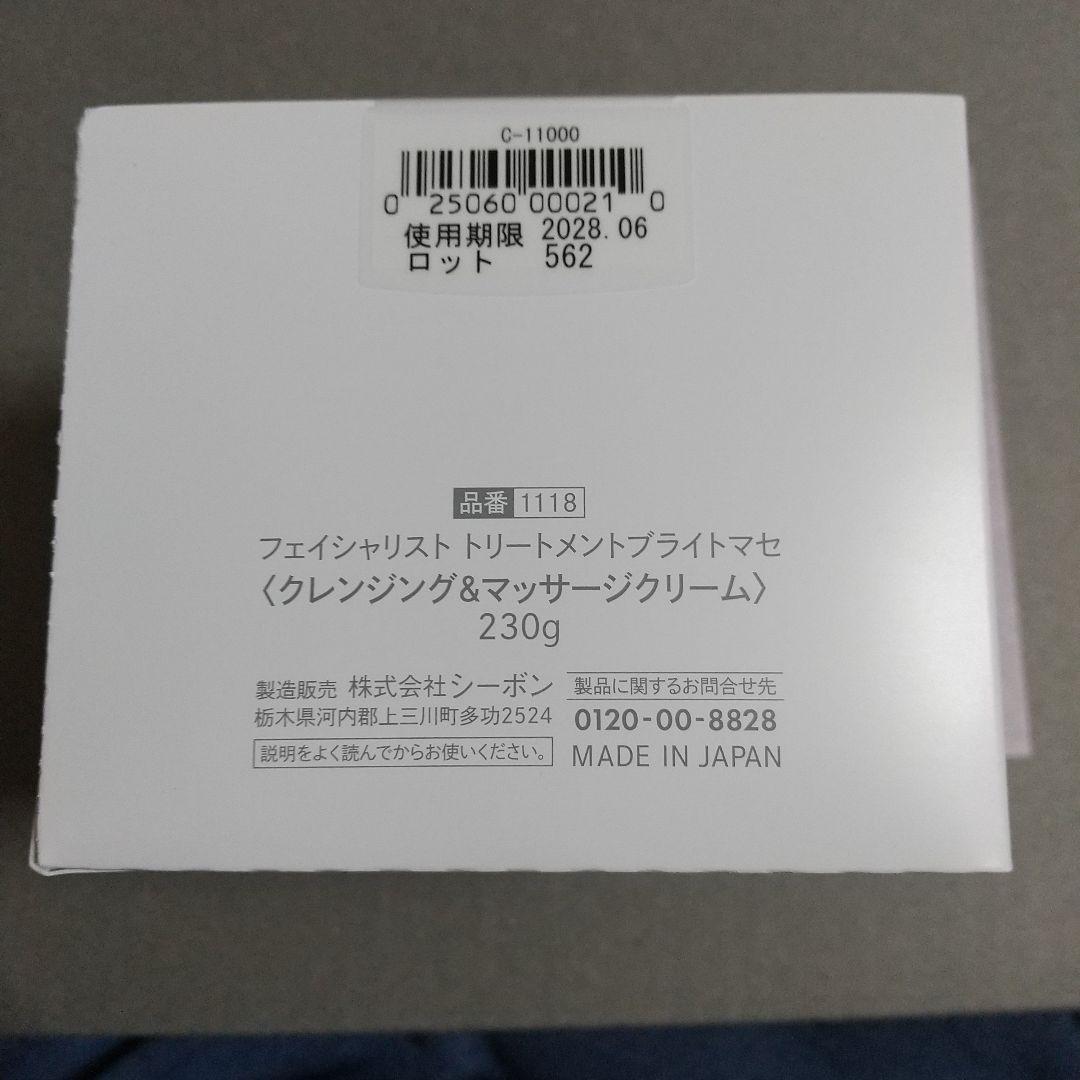 C-11000
0 25060 00021 0
使用期限 2028.06
ロット 562
品番 1118
フェイシャリスト トリートメントブライトマセ
〈クレンジング&マッサージクリーム〉
230g
製造販売 株式会社シーボン
栃木県河内郡上三川町多功2524
説明をよく読んでからお使いください。
製品に関するお問合せ先
0120-00-8828
MADE IN JAPAN